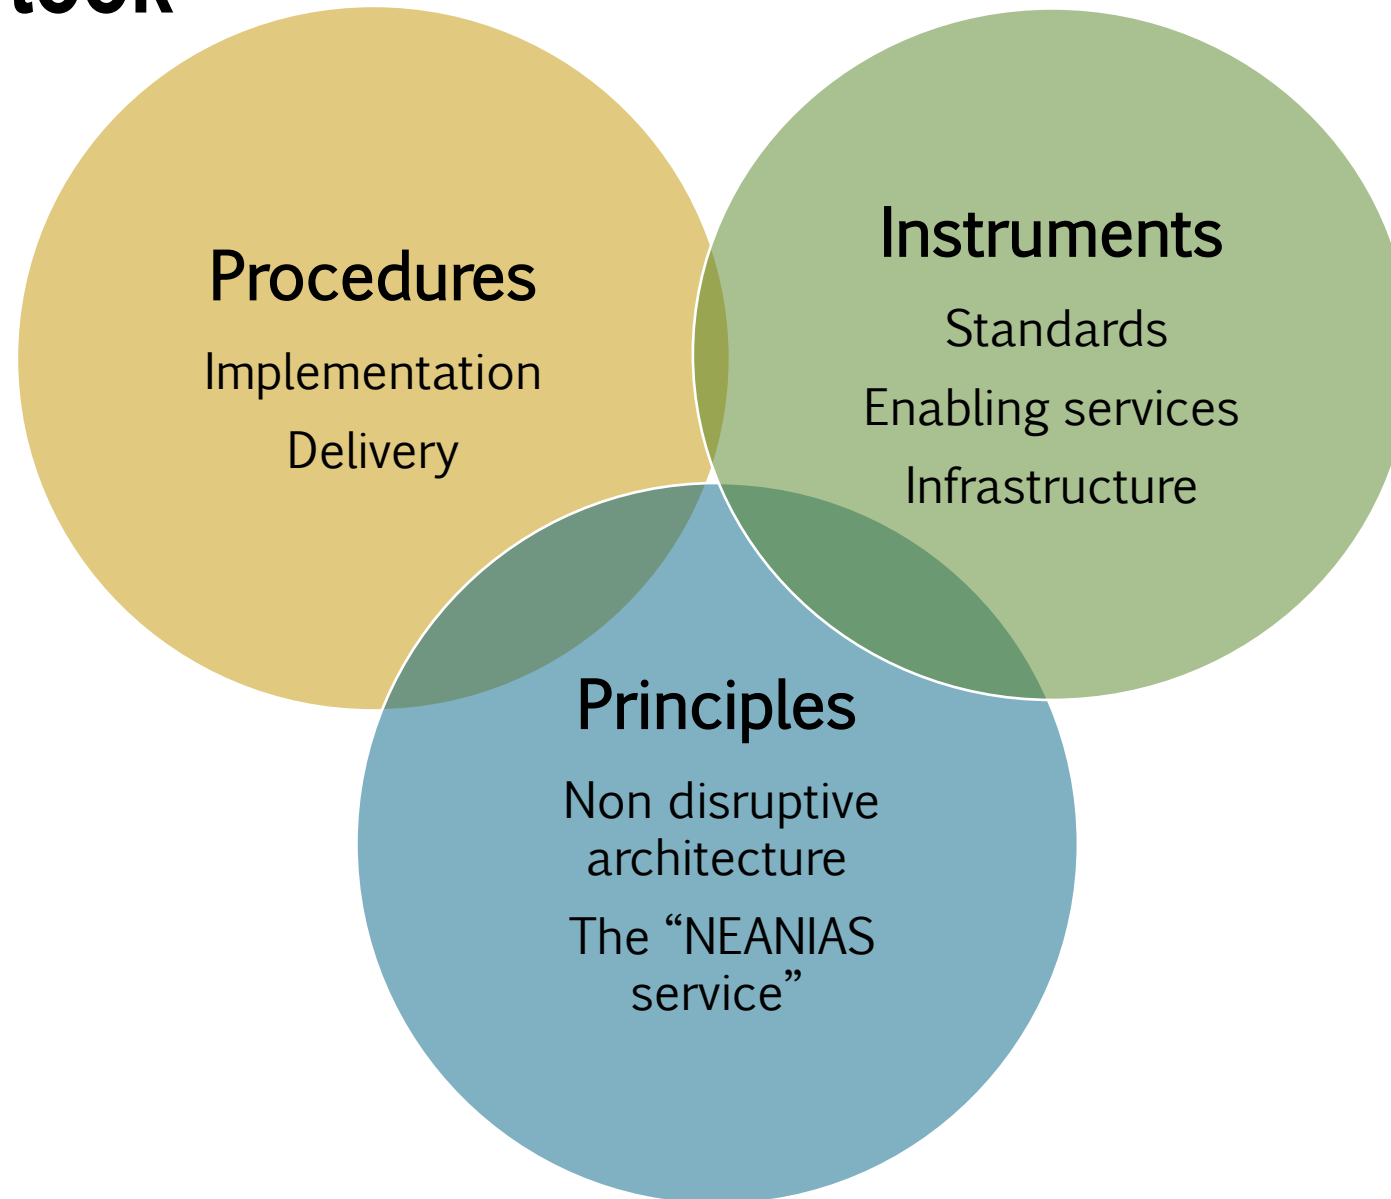 Procedures
Implementation
Delivery
Instruments
Standards
Enabling services
Infrastructure
Principles
Non disruptive
architecture
The “NEANIAS
service”